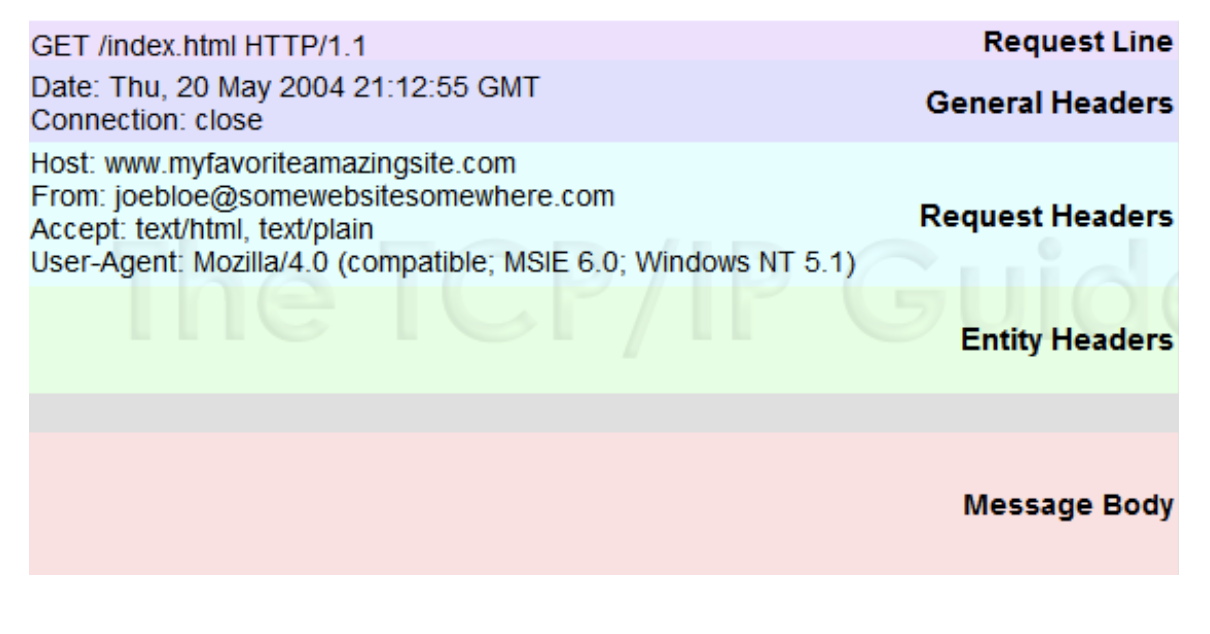 GET /index.html HTTP/1.1 Request Line
Date: Thu, 20 May 2004 21:12:55 GMT
Connection: close
General Headers
Host: www.myfavoriteamazingsite.com
From: joebloe@somewebsitesomewhere.com
Accept: text/html, text/plain
User-Agent: Mozilla/4.0 (compatible; MSIE 6.0; Windows NT 5.1)
Request Headers
The TCP/IP Guide
Entity Headers
Message Body